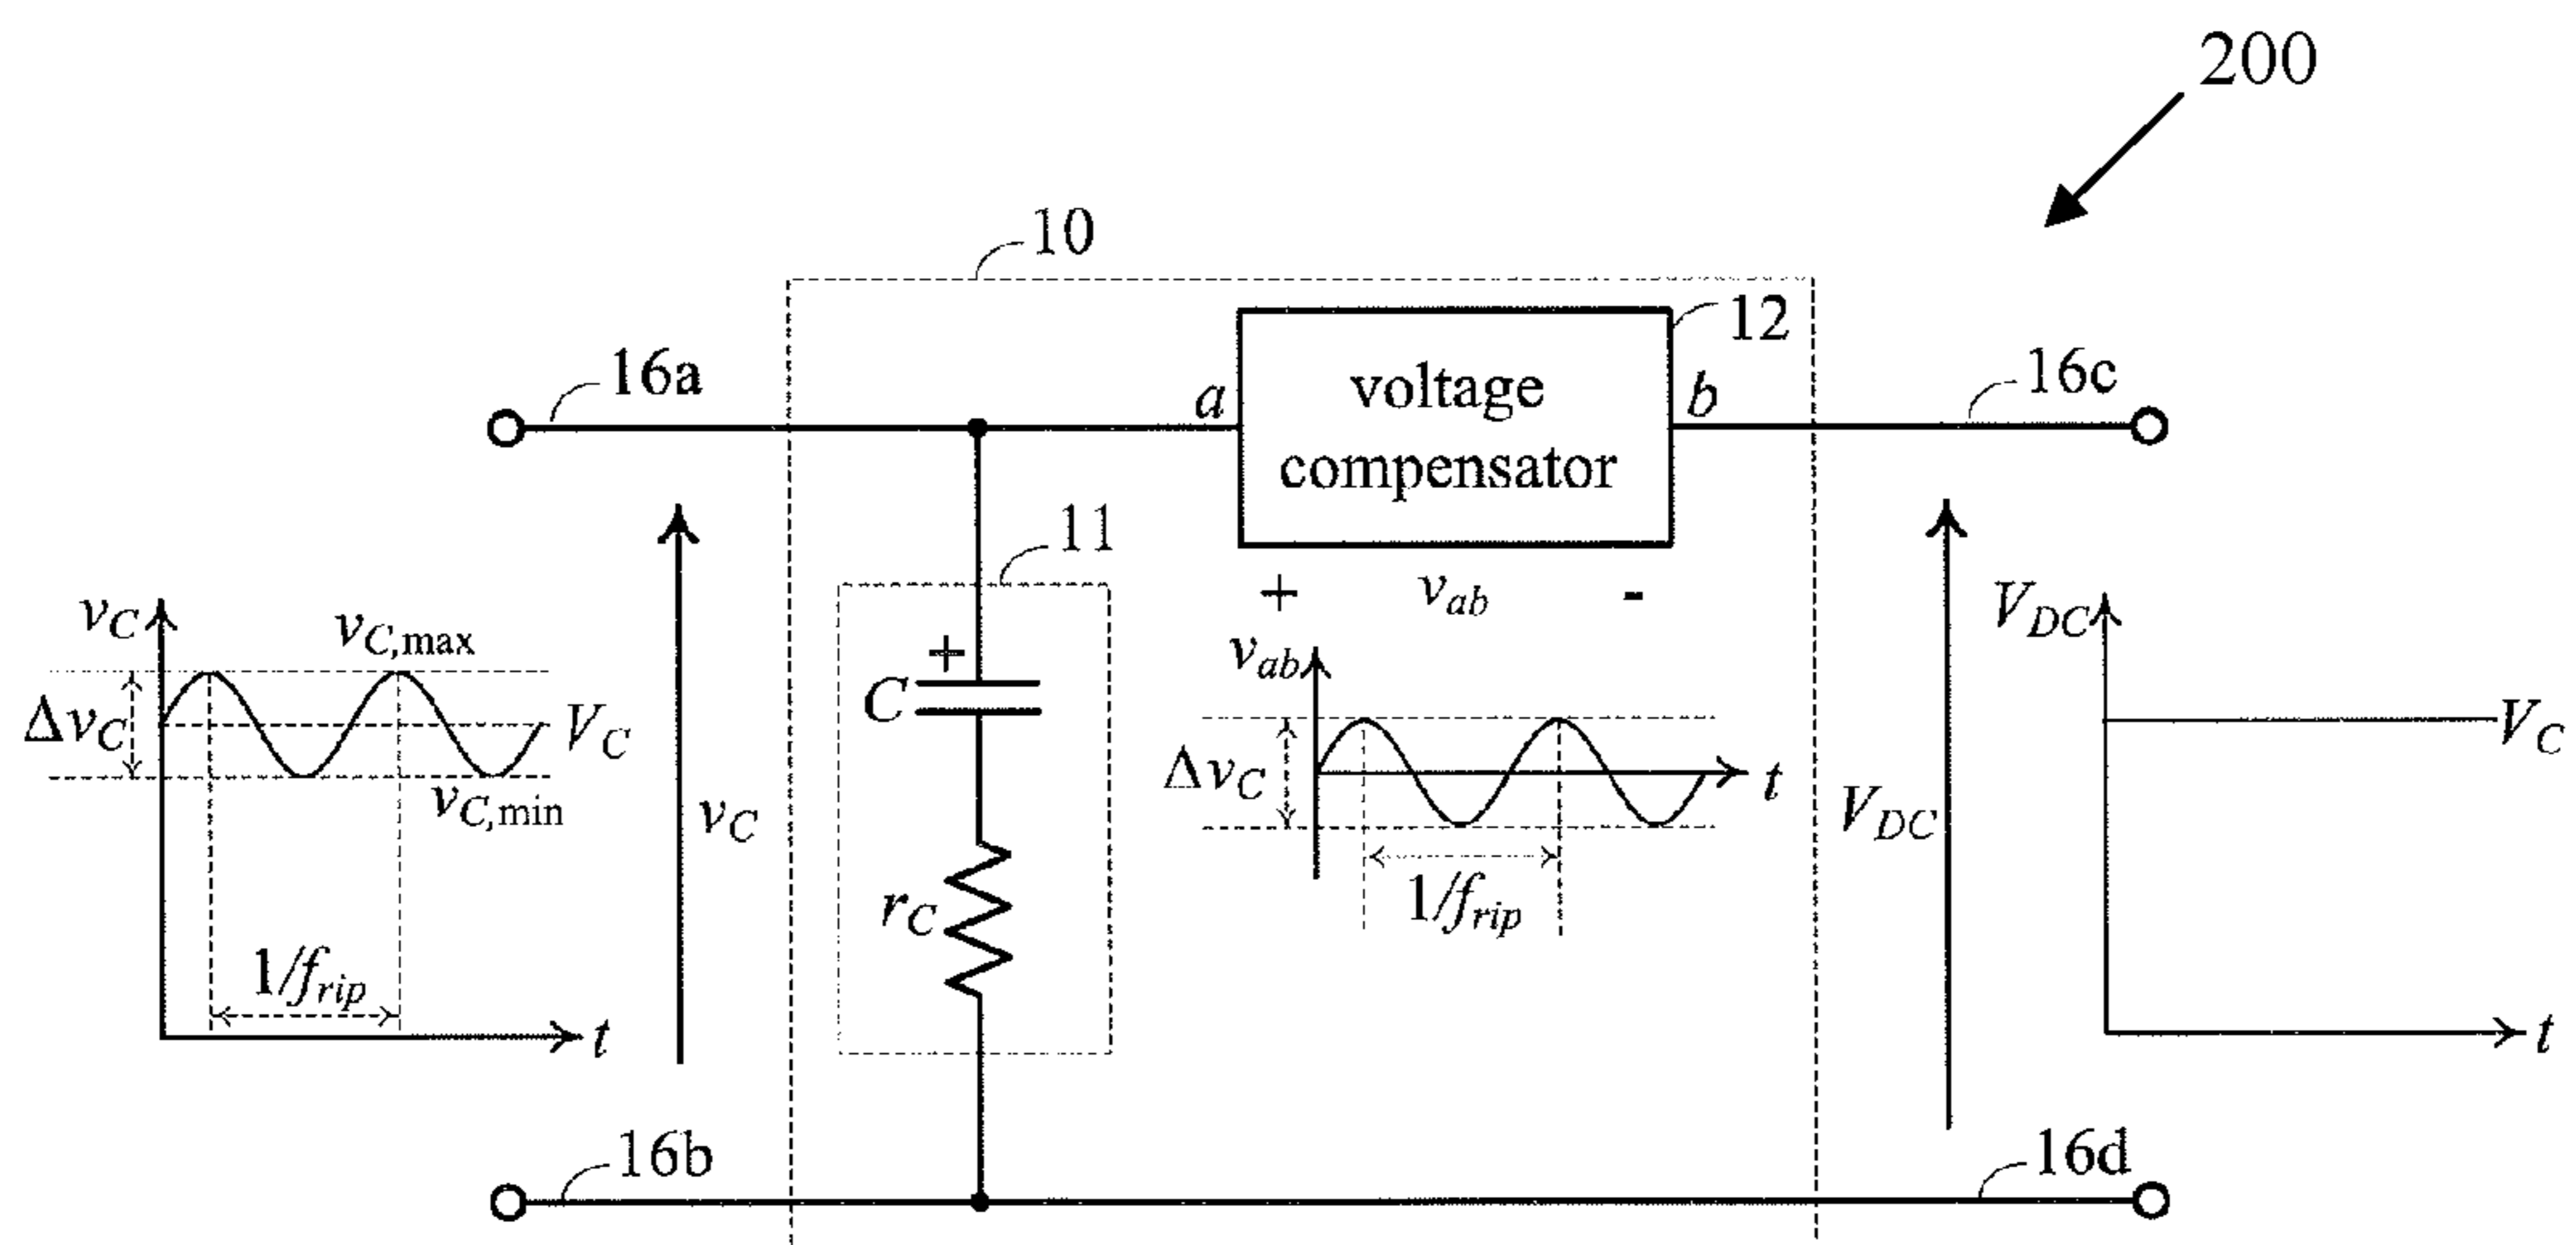 200
10
12
16a
a
voltage
compensator
b
16c
11
+ v_ab -
v_C
v_C,max
Δv_C
V_C
v_C,min
1/f_rip
t
v_C
+
C
r_C
v_ab
Δv_C
t
1/f_rip
V_DC
V_DC
V_C
t
16b
16d